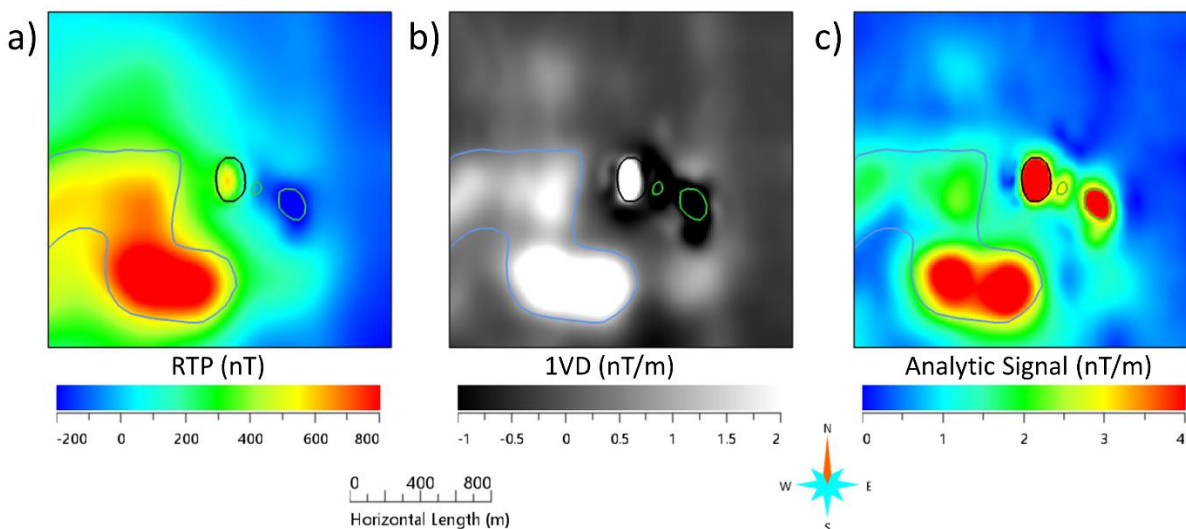 a)
b)
c)
RTP (nT)
1VD (nT/m)
Analytic Signal (nT/m)
-200 0 200 400 600 800
-1 -0.5 0 0.5 1 1.5 2
0 1 2 3 4
0 400 800
Horizontal Length (m)
N
W E
S